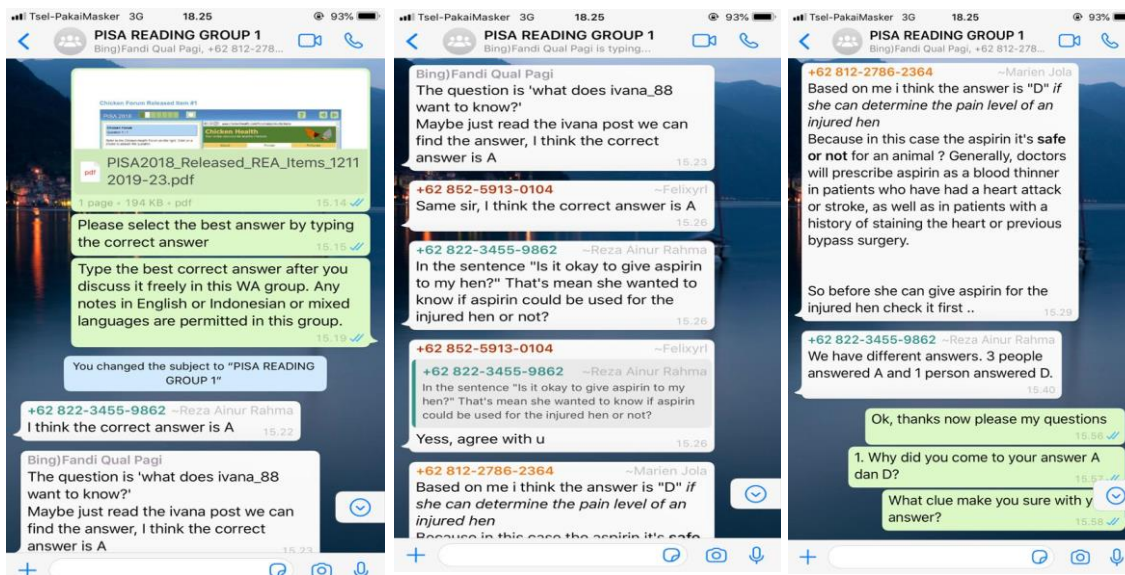 Tsel-PakaiMasker 3G 18.25 93%
PISA READING GROUP 1
Bing)Fandi Qual Pagi, +62 812-278...
Chicken Forum Released Item #1
PISA 2018
Chicken Health
PISA2018_Released_REA_Items_1211
2019-23.pdf
pdf
1 page • 194 KB • pdf 15.14
Please select the best answer by typing
the correct answer 15.15
Type the best correct answer after you
discuss it freely in this WA group. Any
notes in English or Indonesian or mixed
languages are permitted in this group.
15.19
You changed the subject to “PISA READING
GROUP 1”
+62 822-3455-9862 ~Reza Ainur Rahma
I think the correct answer is A 15.22
Bing)Fandi Qual Pagi
The question is 'what does ivana_88
want to know?'
Maybe just read the ivana post we can
find the answer, I think the correct
answer is A 15.23
Tsel-PakaiMasker 3G 18.25 93%
PISA READING GROUP 1
Bing)Fandi Qual Pagi is typing...
Bing)Fandi Qual Pagi
The question is 'what does ivana_88
want to know?'
Maybe just read the ivana post we can
find the answer, I think the correct
answer is A 15.23
+62 852-5913-0104 ~Felixyrl
Same sir, I think the correct answer is A
15.26
+62 822-3455-9862 ~Reza Ainur Rahma
In the sentence "Is it okay to give aspirin
to my hen?" That's mean she wanted to
know if aspirin could be used for the
injured hen or not? 15.26
+62 852-5913-0104 ~Felixyrl
+62 822-3455-9862 ~Reza Ainur Rahma
In the sentence "Is it okay to give aspirin to my
hen?" That's mean she wanted to know if aspirin
could be used for the injured hen or not?
Yess, agree with u 15.26
+62 812-2786-2364 ~Marien Jola
Based on me i think the answer is "D" if
she can determine the pain level of an
injured hen
Because in this case the aspirin it's safe
Tsel-PakaiMasker 3G 18.25 93%
PISA READING GROUP 1
Bing)Fandi Qual Pagi, +62 812-278...
+62 812-2786-2364 ~Marien Jola
Based on me i think the answer is "D" if
she can determine the pain level of an
injured hen
Because in this case the aspirin it's safe
or not for an animal ? Generally, doctors
will prescribe aspirin as a blood thinner
in patients who have had a heart attack
or stroke, as well as in patients with a
history of staining the heart or previous
bypass surgery.
So before she can give aspirin for the
injured hen check it first .. 15.29
+62 822-3455-9862 ~Reza Ainur Rahma
We have different answers. 3 people
answered A and 1 person answered D.
15.40
Ok, thanks now please my questions
15.56
1. Why did you come to your answer A
dan D? 15.57
What clue make you sure with y
answer? 15.58